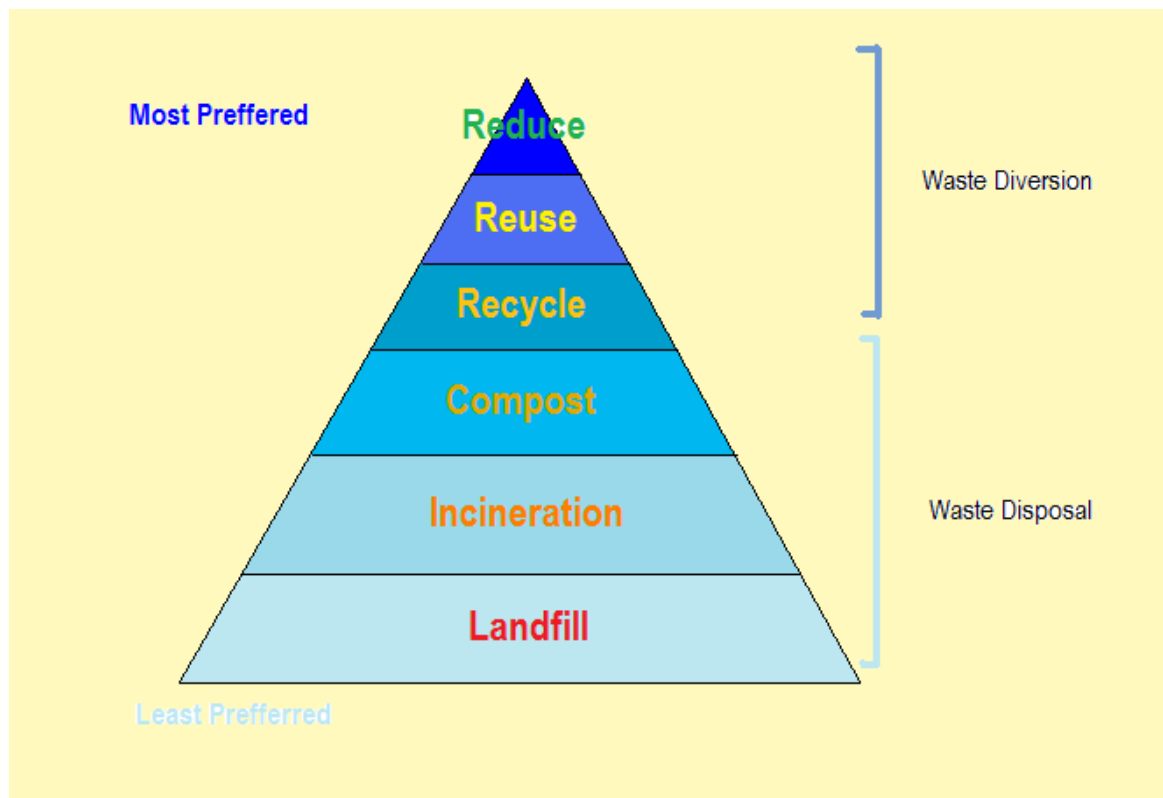 Most Preffered
Reduce
Waste Diversion
Reuse
Recycle
Compost
Incineration
Waste Disposal
Landfill
Least Prefferred